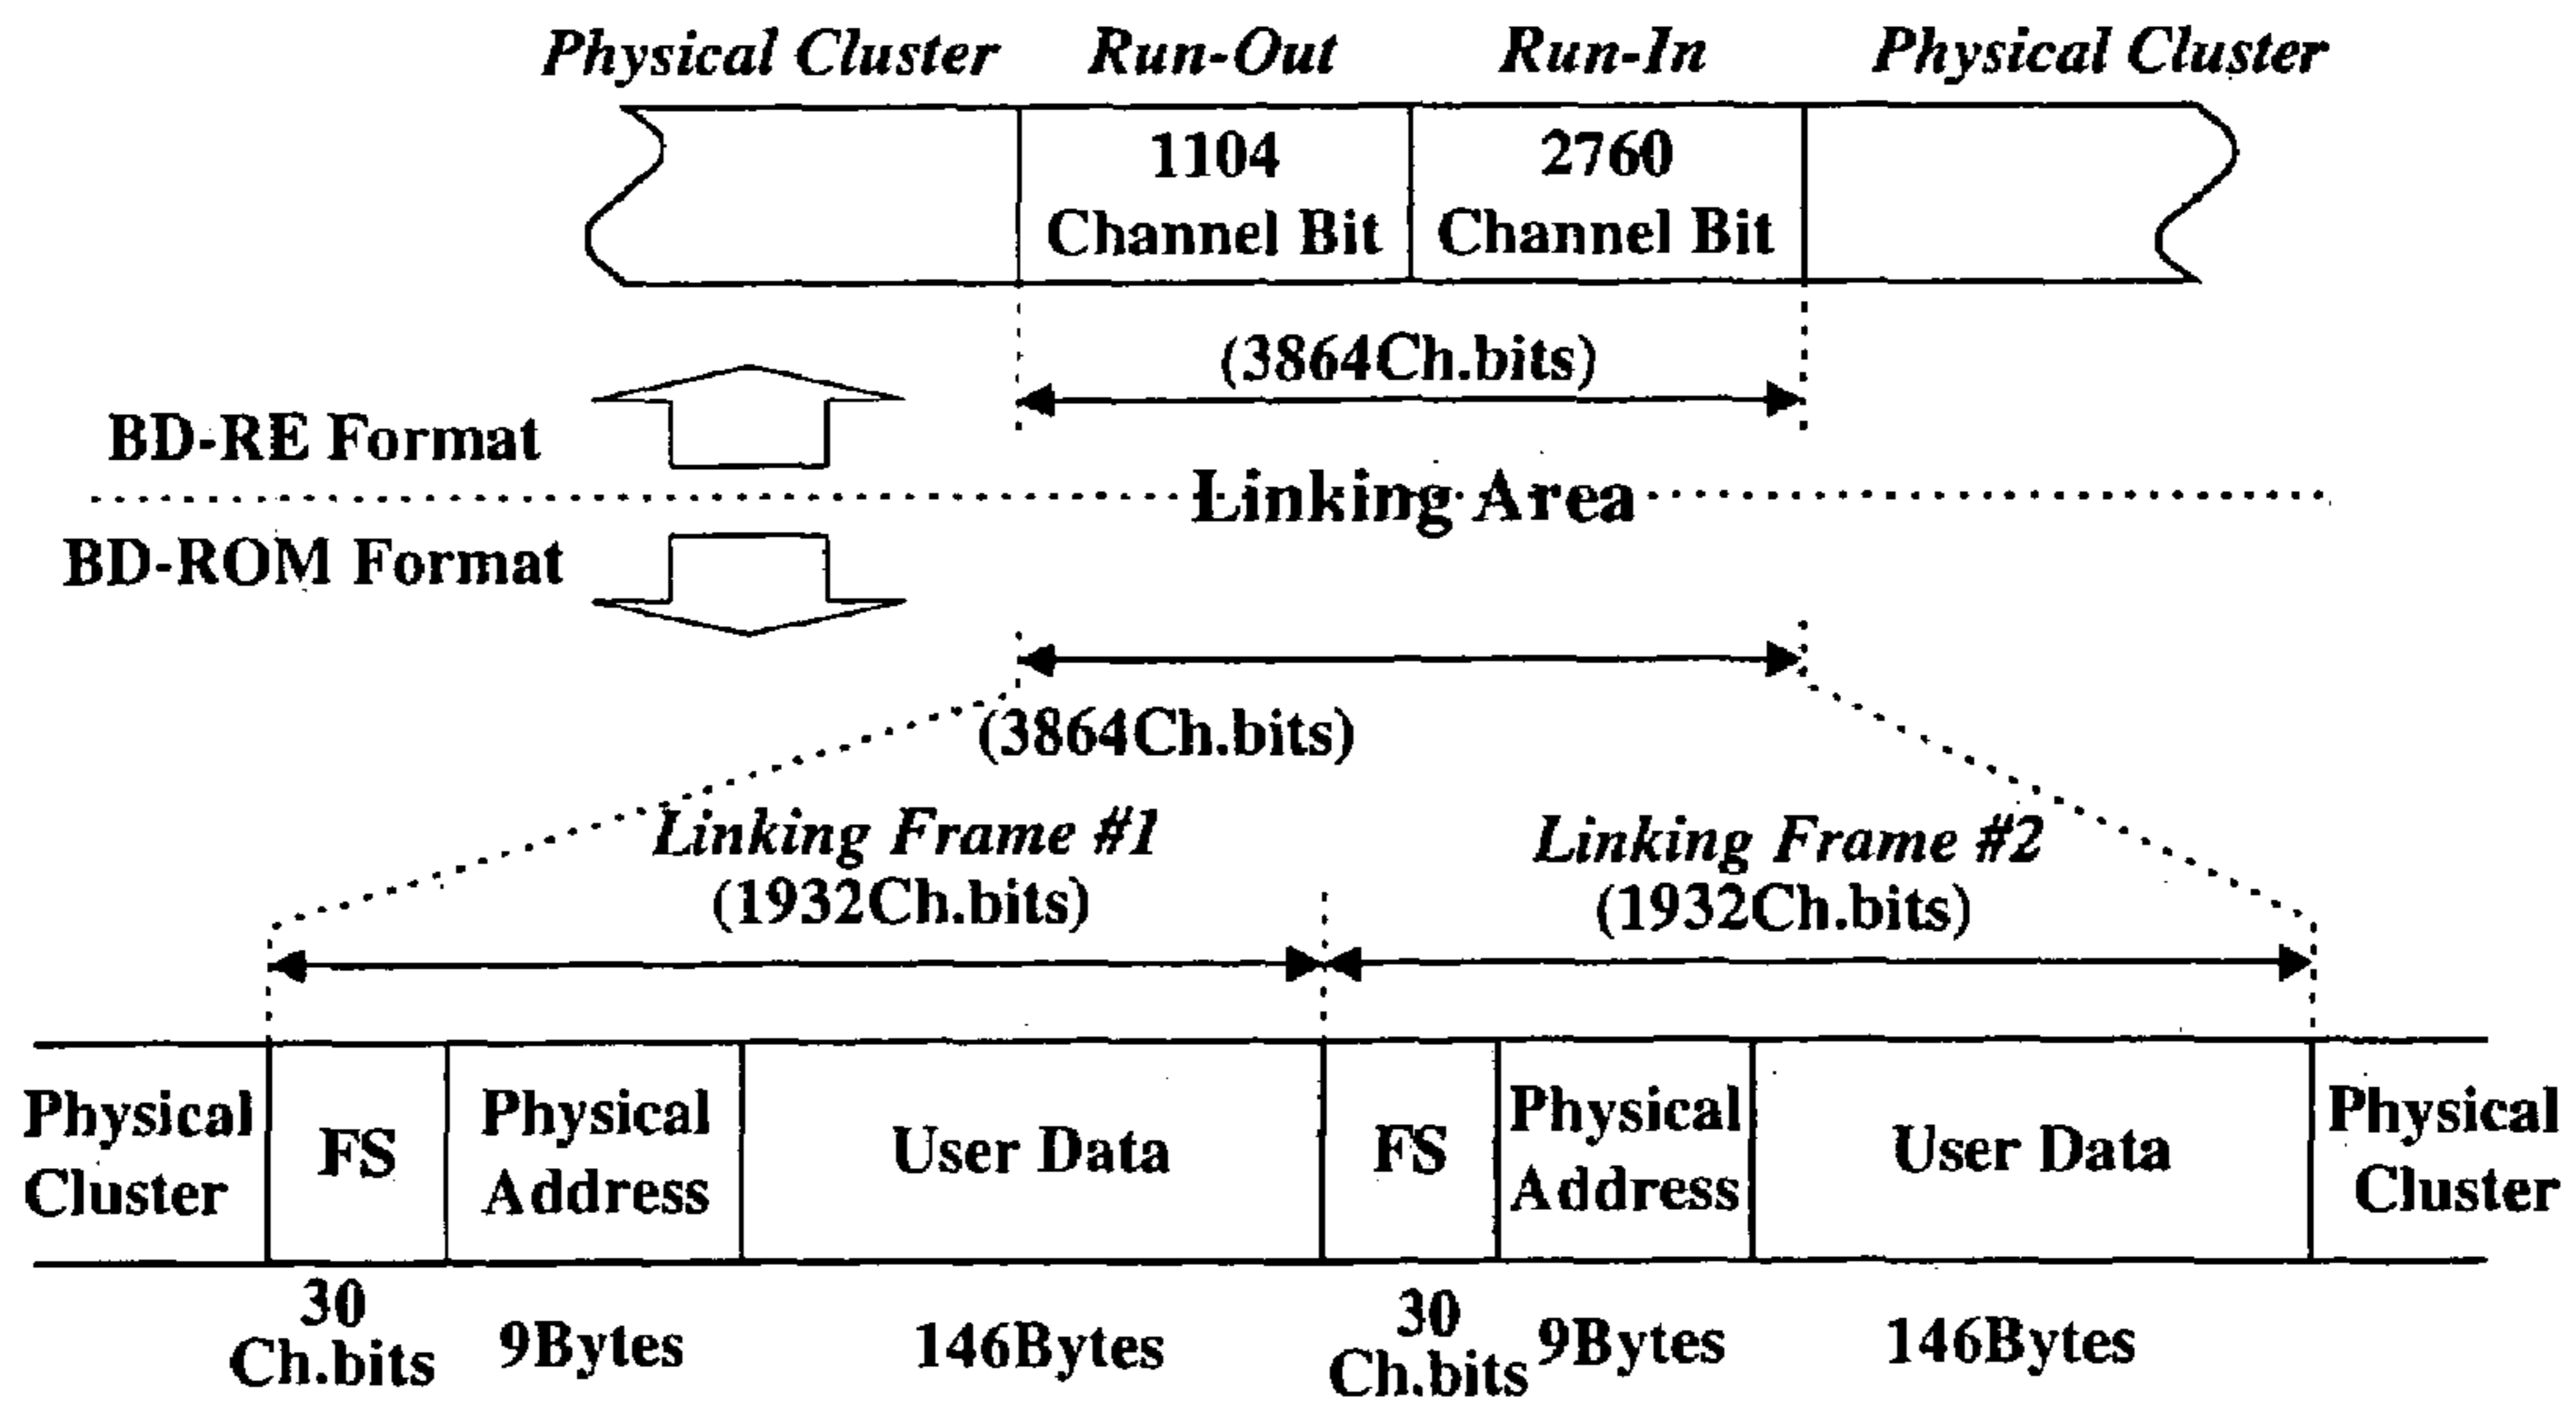 Physical Cluster Run-Out Run-In Physical Cluster
1104
Channel Bit
2760
Channel Bit
(3864Ch.bits)
BD-RE Format
Linking Area
BD-ROM Format
(3864Ch.bits)
Linking Frame #1
(1932Ch.bits)
Linking Frame #2
(1932Ch.bits)
Physical
Cluster
FS
Physical
Address
User Data
FS
Physical
Address
User Data
Physical
Cluster
30
Ch.bits
9Bytes
146Bytes
30
Ch.bits
9Bytes
146Bytes